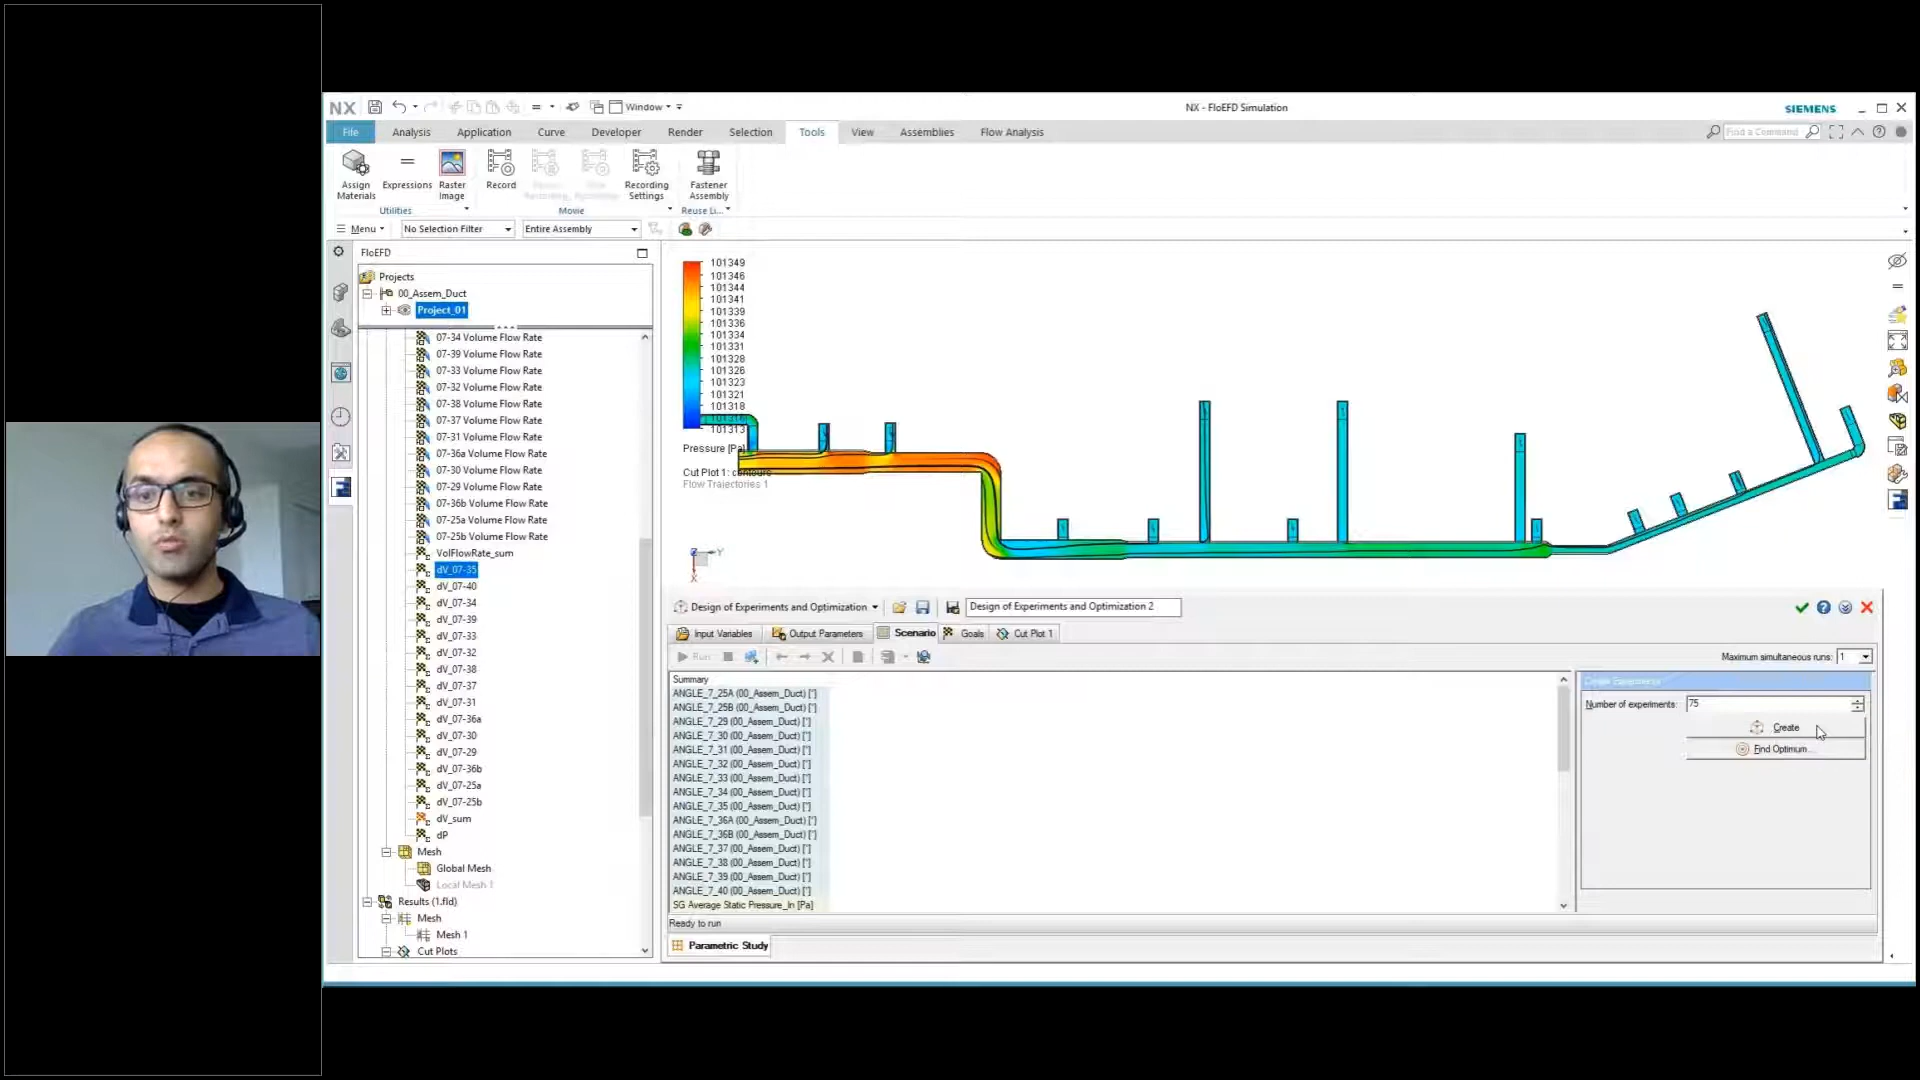 NX
Window
NX - FloEFD Simulation
SIEMENS
File Analysis Application Curve Developer Render Selection Tools View Assemblies Flow Analysis
Find a Command
Assign Materials
Expressions
Raster Image
Record
Recording Settings
Fastener Assembly
Utilities
Movie
Reuse Li...
Menu
No Selection Filter
Entire Assembly
FloEFD
Projects
00_Assem_Duct
Project_01
07-34 Volume Flow Rate
07-39 Volume Flow Rate
07-33 Volume Flow Rate
07-32 Volume Flow Rate
07-38 Volume Flow Rate
07-37 Volume Flow Rate
07-31 Volume Flow Rate
07-36a Volume Flow Rate
07-30 Volume Flow Rate
07-29 Volume Flow Rate
07-36b Volume Flow Rate
07-25a Volume Flow Rate
07-25b Volume Flow Rate
VolFlowRate_sum
dV_07-35
dV_07-40
dV_07-34
dV_07-39
dV_07-33
dV_07-32
dV_07-38
dV_07-37
dV_07-31
dV_07-36a
dV_07-30
dV_07-29
dV_07-36b
dV_07-25a
dV_07-25b
dV_sum
dP
Mesh
Global Mesh
Local Mesh 1
Results (1.fld)
Mesh
Mesh 1
Cut Plots
101349
101346
101344
101341
101339
101336
101334
101331
101328
101326
101323
101321
101318
101313
Pressure [Pa]
Cut Plot 1: contours
Flow Trajectories 1
Y
X
Design of Experiments and Optimization
Design of Experiments and Optimization 2
Input Variables Output Parameters Scenario Goals Cut Plot 1
Run
Maximum simultaneous runs: 1
Summary
ANGLE_7_25A (00_Assem_Duct) [°]
ANGLE_7_25B (00_Assem_Duct) [°]
ANGLE_7_29 (00_Assem_Duct) [°]
ANGLE_7_30 (00_Assem_Duct) [°]
ANGLE_7_31 (00_Assem_Duct) [°]
ANGLE_7_32 (00_Assem_Duct) [°]
ANGLE_7_33 (00_Assem_Duct) [°]
ANGLE_7_34 (00_Assem_Duct) [°]
ANGLE_7_35 (00_Assem_Duct) [°]
ANGLE_7_36A (00_Assem_Duct) [°]
ANGLE_7_36B (00_Assem_Duct) [°]
ANGLE_7_37 (00_Assem_Duct) [°]
ANGLE_7_38 (00_Assem_Duct) [°]
ANGLE_7_39 (00_Assem_Duct) [°]
ANGLE_7_40 (00_Assem_Duct) [°]
SG Average Static Pressure_In [Pa]
Create Experiments
Number of experiments: 75
Create
Find Optimum...
Ready to run
Parametric Study